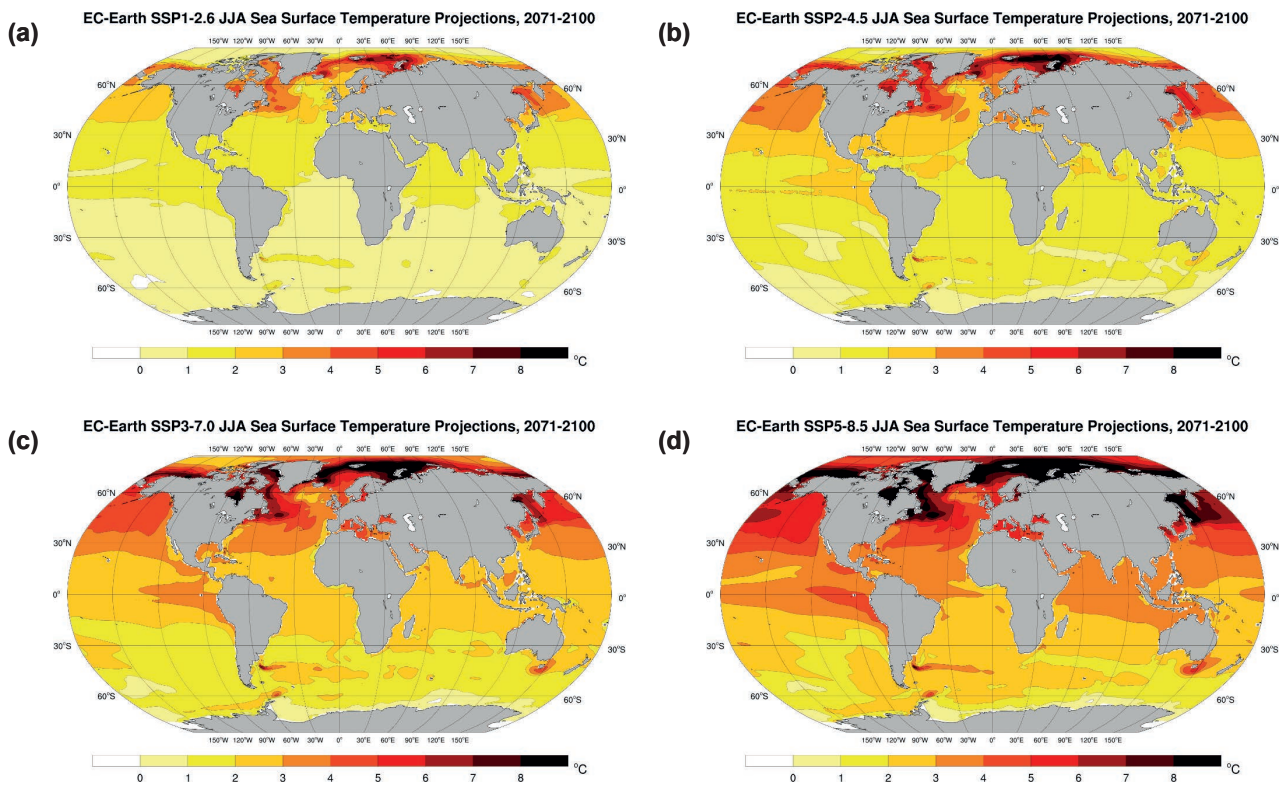 (a)
EC-Earth SSP1-2.6 JJA Sea Surface Temperature Projections, 2071-2100
150°W 120°W 90°W 60°W 30°W 0° 30°E 60°E 90°E 120°E 150°E
60°N 60°N
30°N 30°N
0° 0°
30°S 30°S
60°S 60°S
150°W 120°W 90°W 60°W 30°W 0° 30°E 60°E 90°E 120°E 150°E
0 1 2 3 4 5 6 7 8 °C
(b)
EC-Earth SSP2-4.5 JJA Sea Surface Temperature Projections, 2071-2100
150°W 120°W 90°W 60°W 30°W 0° 30°E 60°E 90°E 120°E 150°E
60°N 60°N
30°N 30°N
0° 0°
30°S 30°S
60°S 60°S
150°W 120°W 90°W 60°W 30°W 0° 30°E 60°E 90°E 120°E 150°E
0 1 2 3 4 5 6 7 8 °C
(c)
EC-Earth SSP3-7.0 JJA Sea Surface Temperature Projections, 2071-2100
150°W 120°W 90°W 60°W 30°W 0° 30°E 60°E 90°E 120°E 150°E
60°N 60°N
30°N 30°N
0° 0°
30°S 30°S
60°S 60°S
150°W 120°W 90°W 60°W 30°W 0° 30°E 60°E 90°E 120°E 150°E
0 1 2 3 4 5 6 7 8 °C
(d)
EC-Earth SSP5-8.5 JJA Sea Surface Temperature Projections, 2071-2100
150°W 120°W 90°W 60°W 30°W 0° 30°E 60°E 90°E 120°E 150°E
60°N 60°N
30°N 30°N
0° 0°
30°S 30°S
60°S 60°S
150°W 120°W 90°W 60°W 30°W 0° 30°E 60°E 90°E 120°E 150°E
0 1 2 3 4 5 6 7 8 °C